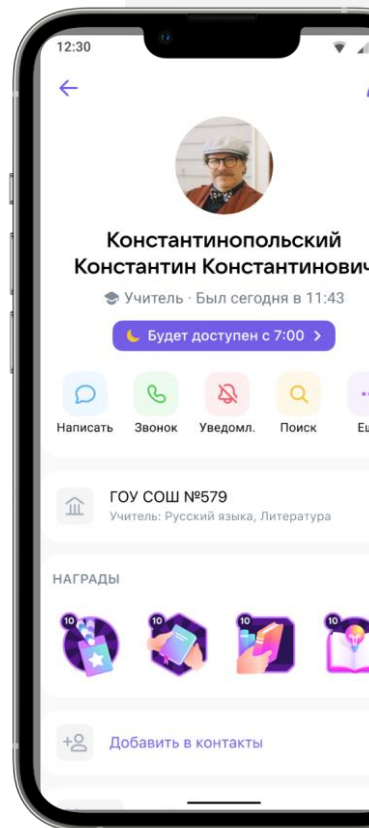 12:30
Константинопольский
Константин Константинович
Учитель · Был сегодня в 11:43
Будет доступен с 7:00 >
Написать Звонок Уведомл. Поиск
ГОУ СОШ №579
Учитель: Русский языка, Литература
НАГРАДЫ
10 10 10 10
Добавить в контакты